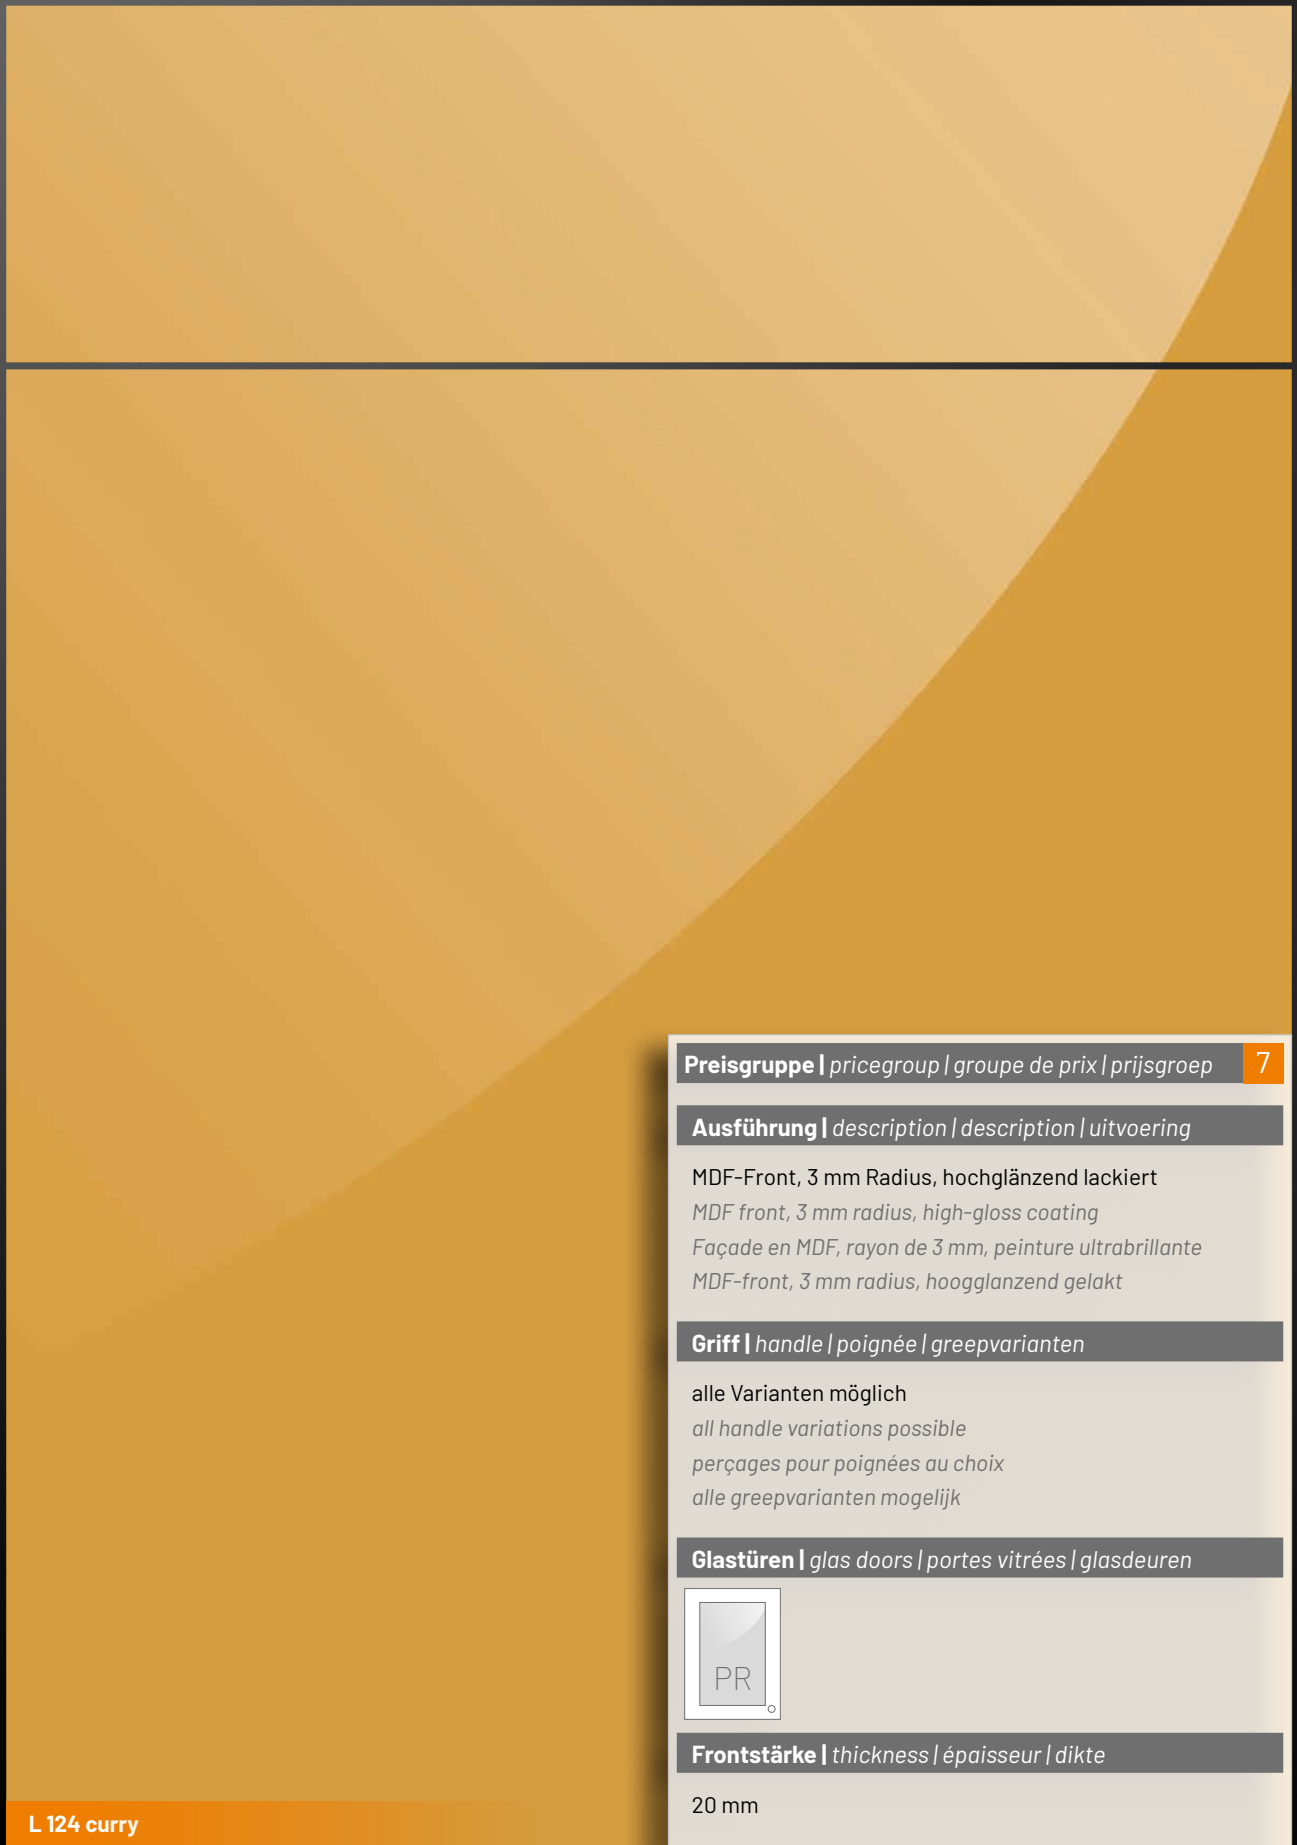 Preisgruppe | pricegroup | groupe de prix | prijsgroep 7
Ausführung | description | description | uitvoering
MDF-Front, 3 mm Radius, hochglänzend lackiert
MDF front, 3 mm radius, high-gloss coating
Façade en MDF, rayon de 3 mm, peinture ultrabrillante
MDF-front, 3 mm radius, hoogglanzend gelakt
Griff | handle | poignée | greepvarianten
alle Varianten möglich
all handle variations possible
perçages pour poignées au choix
alle greepvarianten mogelijk
Glastüren | glas doors | portes vitrées | glasdeuren
PR
Frontstärke | thickness | épaisseur | dikte
20 mm
L 124 curry